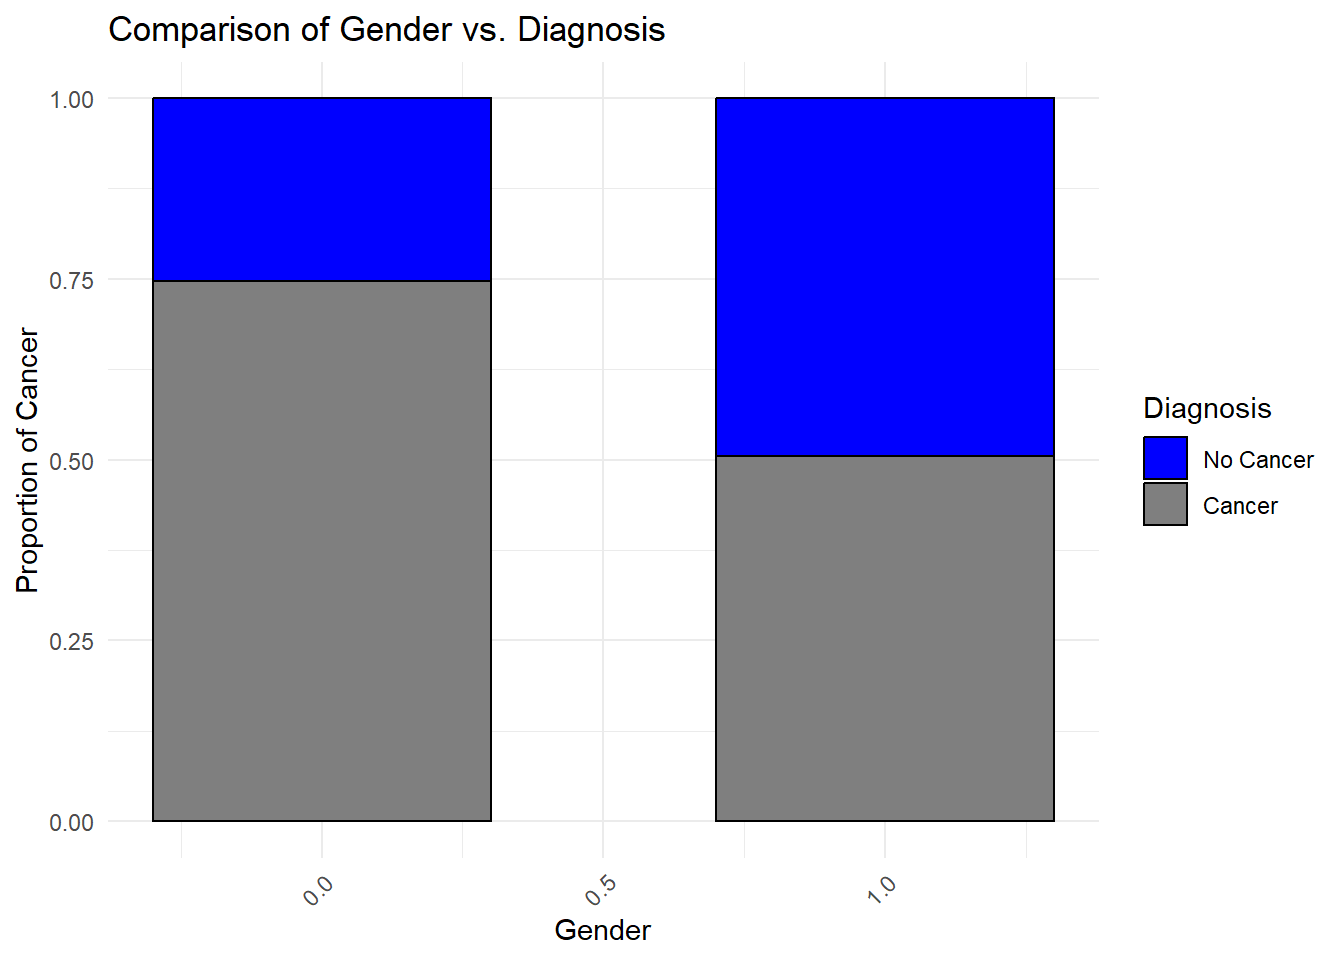 Comparison of Gender vs. Diagnosis
Proportion of Cancer
1.00
0.75
0.50
0.25
0.00
0.0
0.5
1.0
Gender
Diagnosis
No Cancer
Cancer